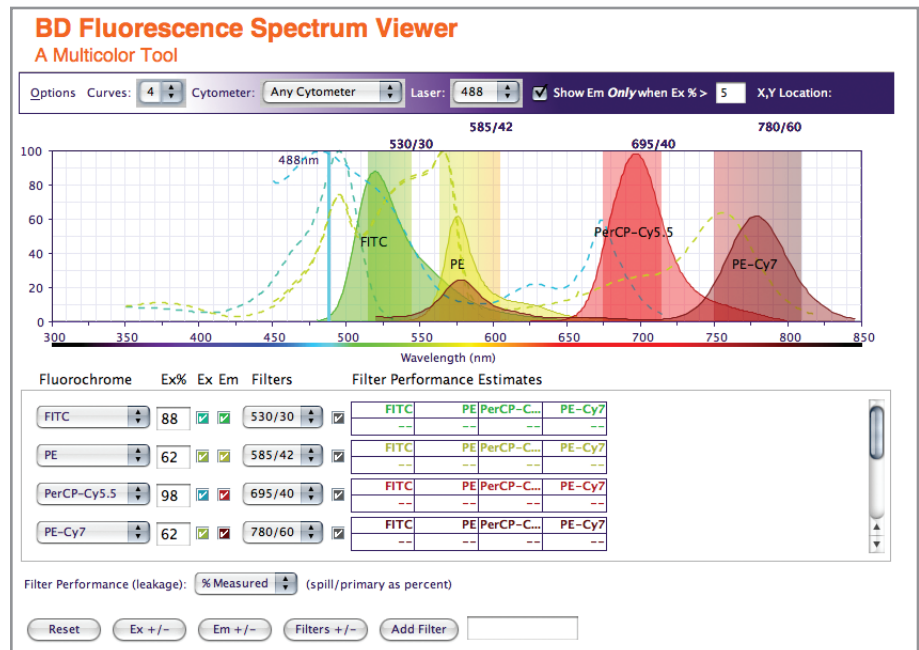 BD Fluorescence Spectrum Viewer
A Multicolor Tool
Options Curves: 4 Cytometer: Any Cytometer Laser: 488 Show Em Only when Ex % > 5 X,Y Location:
585/42 780/60
530/30 695/40
100 488nm
80
60
FITC PerCP-Cy5.5
40
PE PE-Cy7
20
0
300 350 400 450 500 550 600 650 700 750 800 850
Wavelength (nm)
Fluorochrome Ex% Ex Em Filters Filter Performance Estimates
FITC 88 530/30 FITC PE PerCP-C... PE-Cy7
-- -- -- --
PE 62 585/42 FITC PE PerCP-C... PE-Cy7
-- -- -- --
PerCP-Cy5.5 98 695/40 FITC PE PerCP-C... PE-Cy7
-- -- -- --
PE-Cy7 62 780/60 FITC PE PerCP-C... PE-Cy7
-- -- -- --
Filter Performance (leakage): % Measured (spill/primary as percent)
Reset Ex +/- Em +/- Filters +/- Add Filter